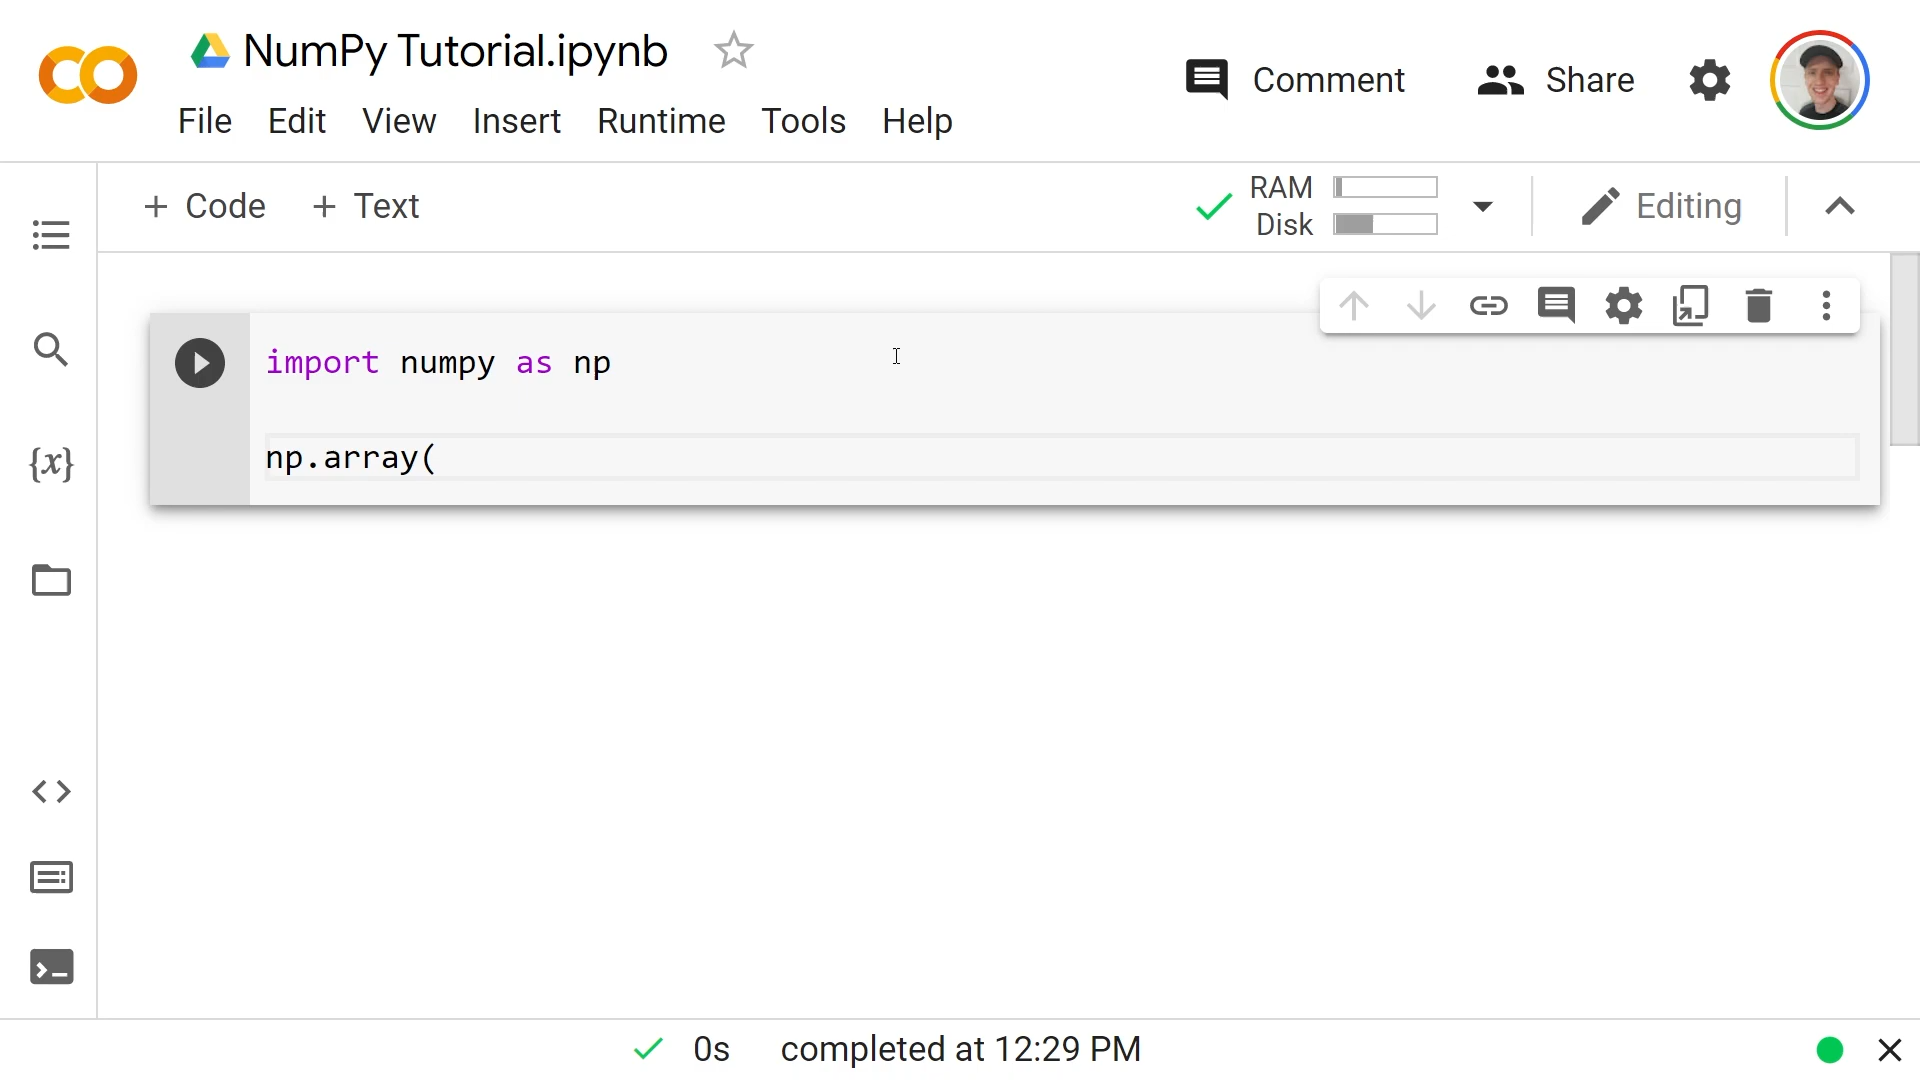 NumPy Tutorial.ipynb
File Edit View Insert Runtime Tools Help
Comment Share
+ Code + Text
RAM
Disk
Editing
{x}
import numpy as np
np.array(
0s completed at 12:29 PM